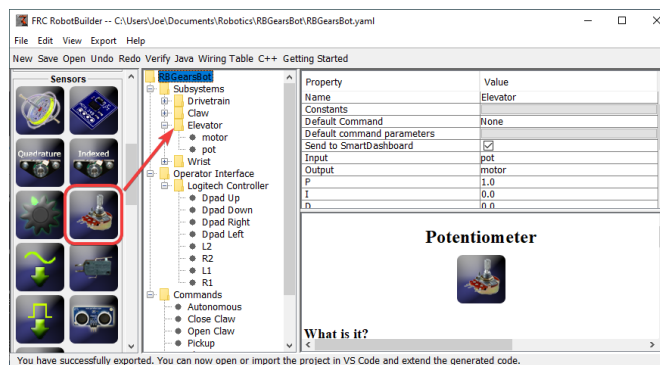 FRC RobotBuilder -- C:\Users\Joe\Documents\Robotics\RBGearsBot\RBGearsBot.yaml
File Edit View Export Help
New Save Open Undo Redo Verify Java Wiring Table C++ Getting Started
Sensors
Quadrature
Indexed
RBGearsBot
Subsystems
Drivetrain
Claw
Elevator
motor
pot
Wrist
Operator Interface
Logitech Controller
Dpad Up
Dpad Down
Dpad Right
Dpad Left
L2
R2
L1
R1
Commands
Autonomous
Close Claw
Open Claw
Pickup
Property Value
Name Elevator
Constants
Default Command None
Default command parameters
Send to SmartDashboard
Input pot
Output motor
P 1.0
I 0.0
D 0.0
Potentiometer
What is it?
You have successfully exported. You can now open or import the project in VS Code and extend the generated code.